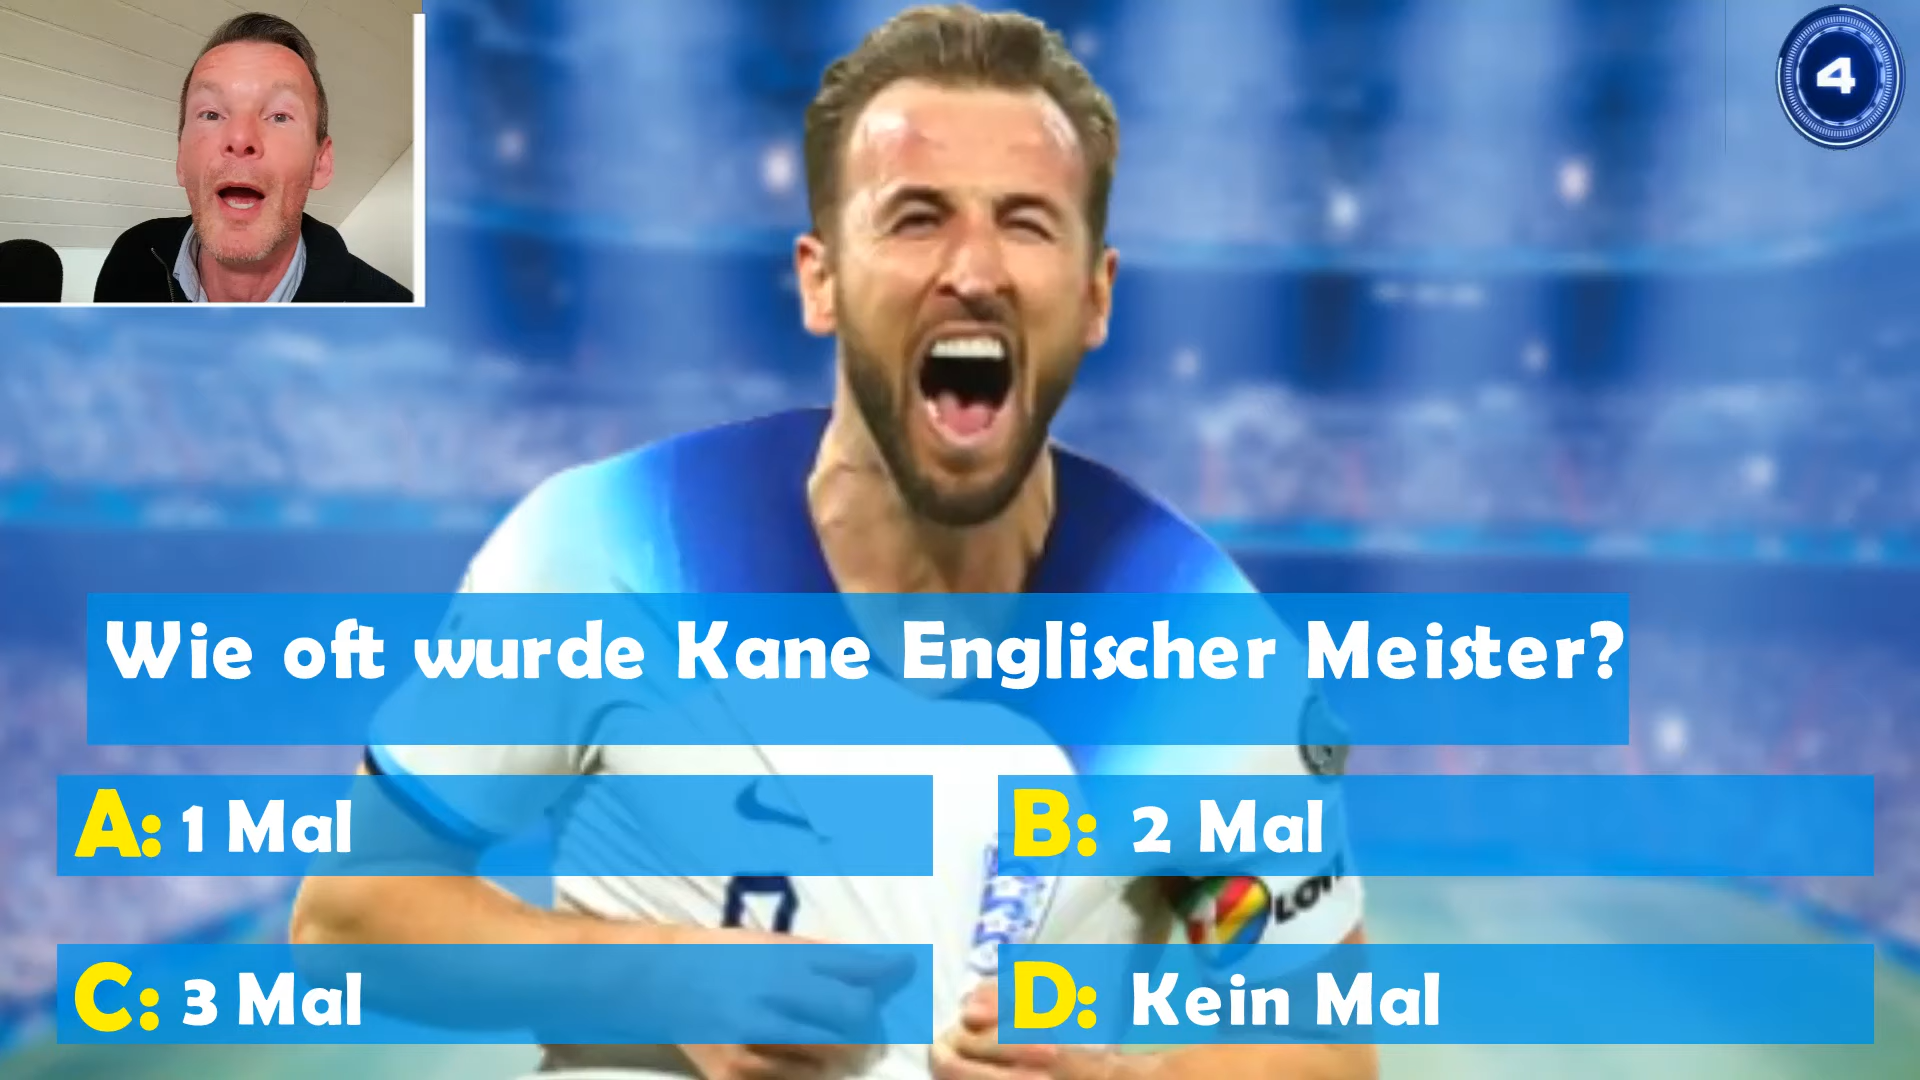 4
Wie oft wurde Kane Englischer Meister?
A: 1 Mal
B: 2 Mal
C: 3 Mal
D: Kein Mal